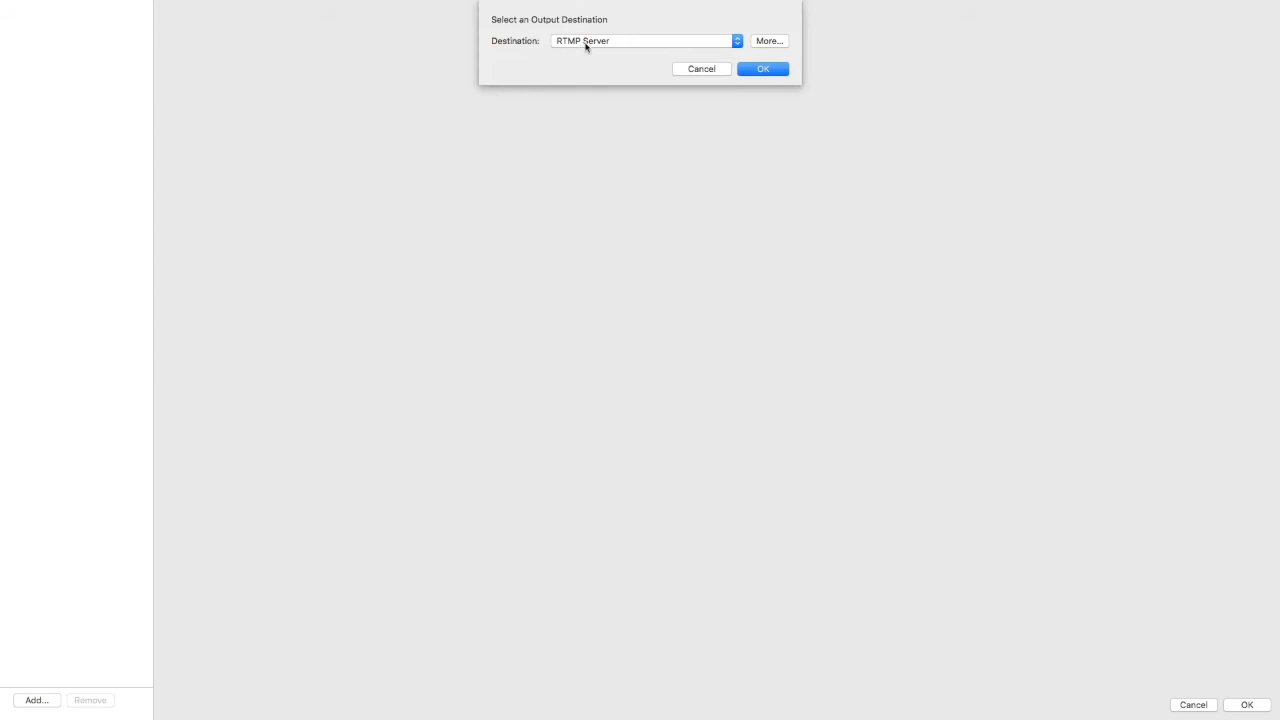 Select an Output Destination
Destination: RTMP Server More...
Cancel OK
Add... Remove
Cancel OK